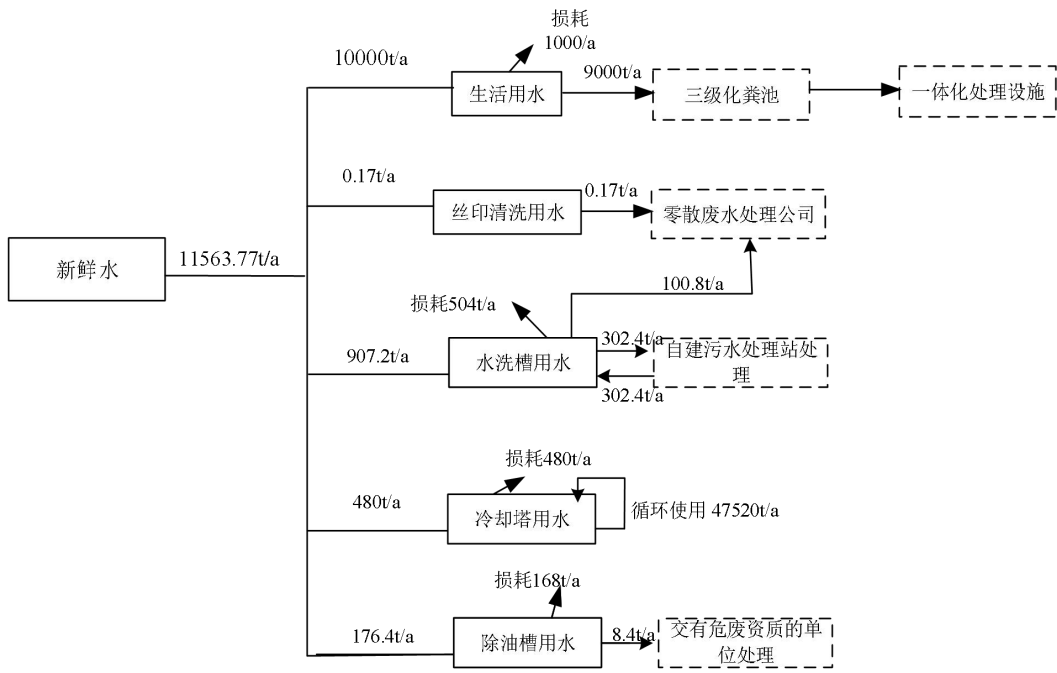 损耗
1000/a
10000t/a
生活用水
9000t/a
三级化粪池
一体化处理设施
0.17t/a
丝印清洗用水
0.17t/a
零散废水处理公司
新鲜水
11563.77t/a
100.8t/a
损耗504t/a
907.2t/a
水洗槽用水
302.4t/a
302.4t/a
自建污水处理站处
理
损耗480t/a
480t/a
冷却塔用水
循环使用 47520t/a
损耗168t/a
176.4t/a
除油槽用水
8.4t/a
交有危废资质的单
位处理